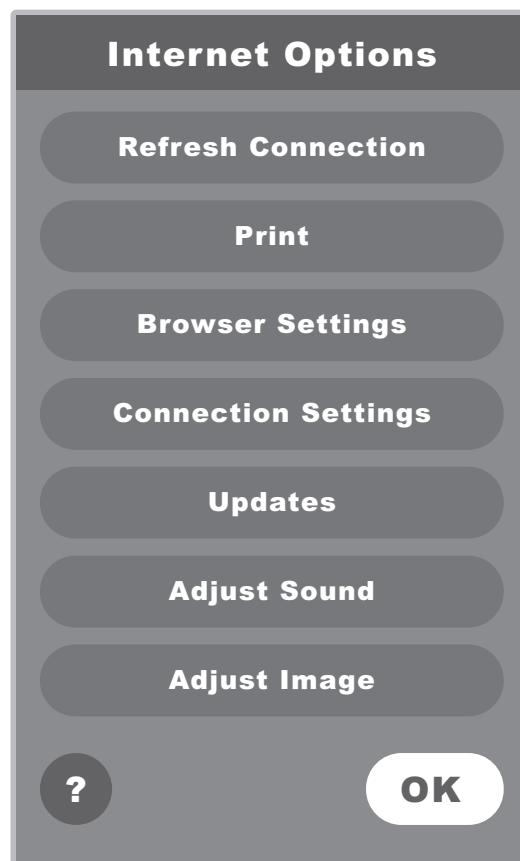 Internet Options
Refresh Connection
Print
Browser Settings
Connection Settings
Updates
Adjust Sound
Adjust Image
? OK